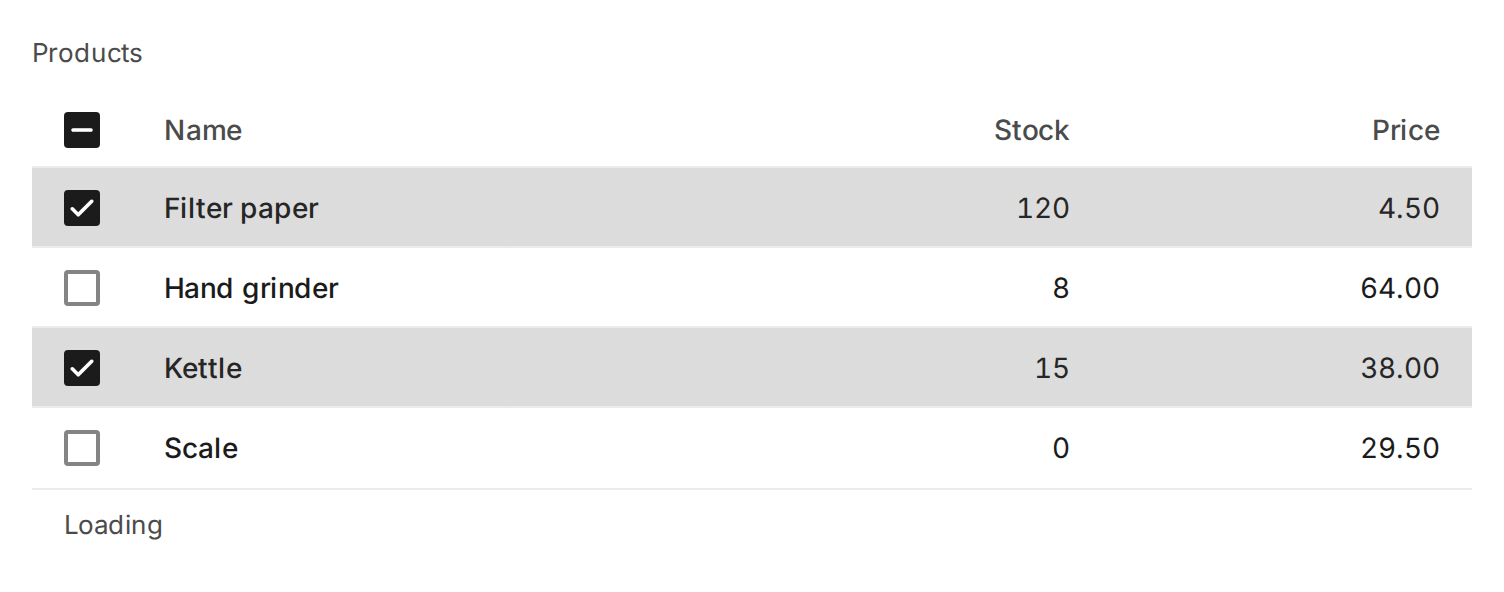 Products
Name Stock Price
Filter paper 120 4.50
Hand grinder 8 64.00
Kettle 15 38.00
Scale 0 29.50
Loading